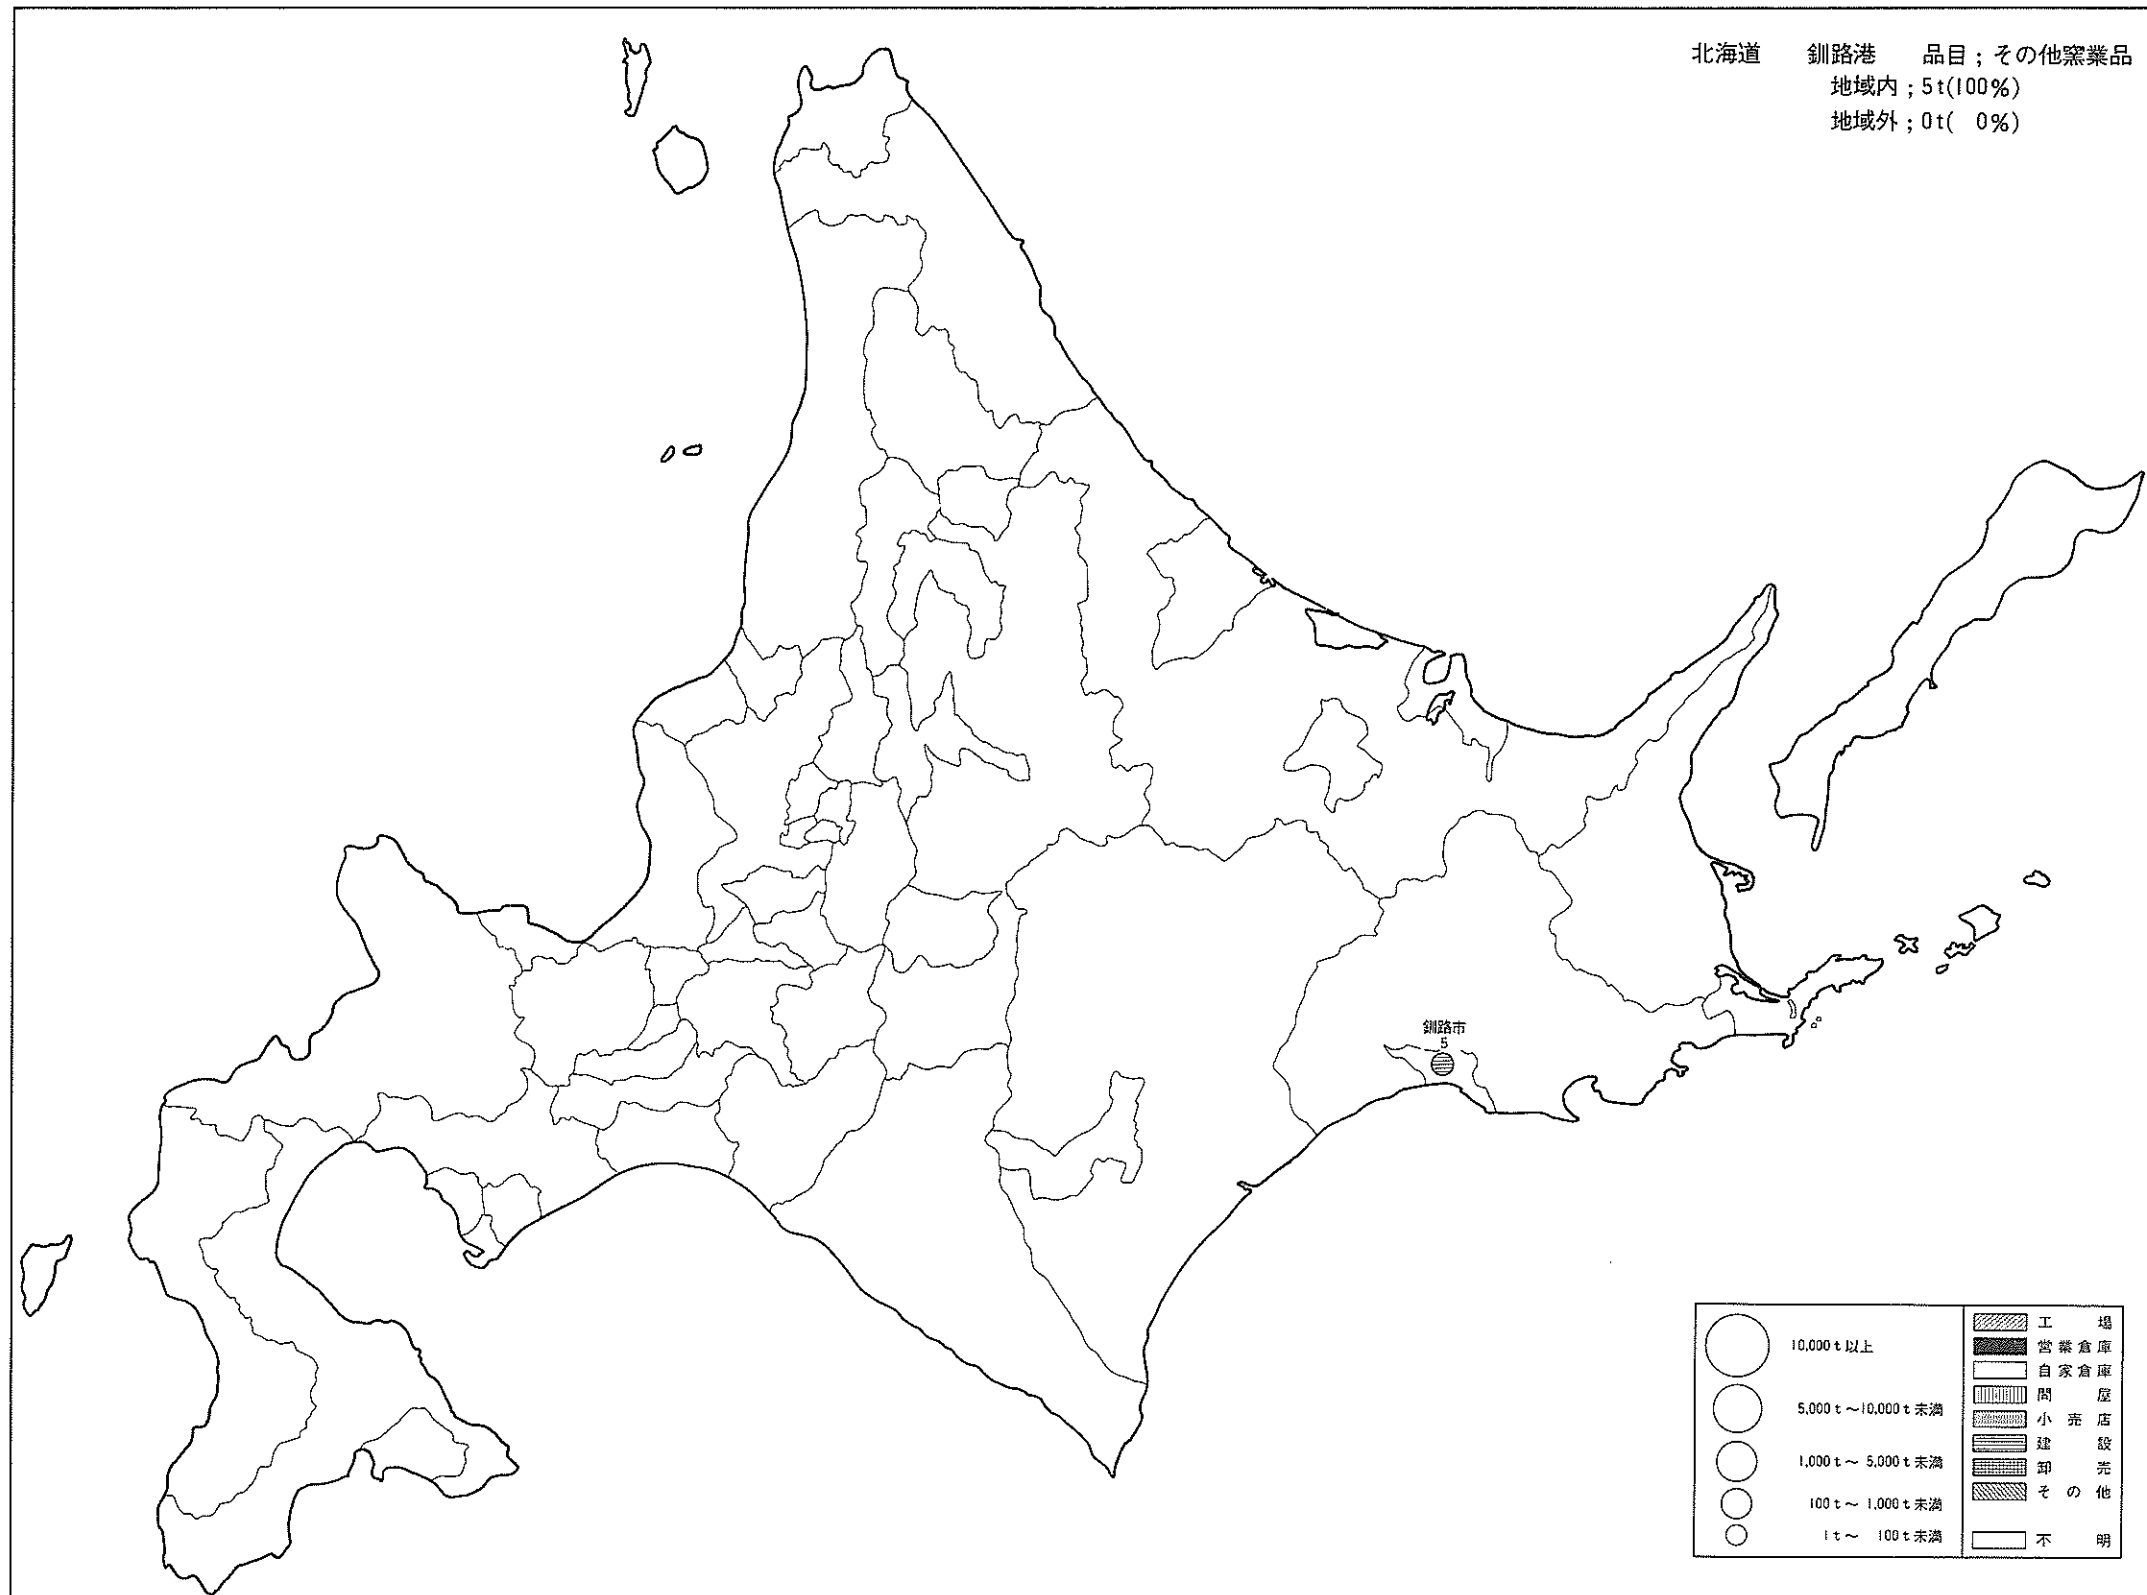 北海道 釧路港 品目；その他窯業品
地域内；5t(100%)
地域外；0t( 0%)
釧路市
5
10,000t以上
5,000t～10,000t未満
1,000t～5,000t未満
100t～1,000t未満
1t～100t未満
工場
営業倉庫
自家倉庫
問屋
小売店
建設
卸売
その他
不明